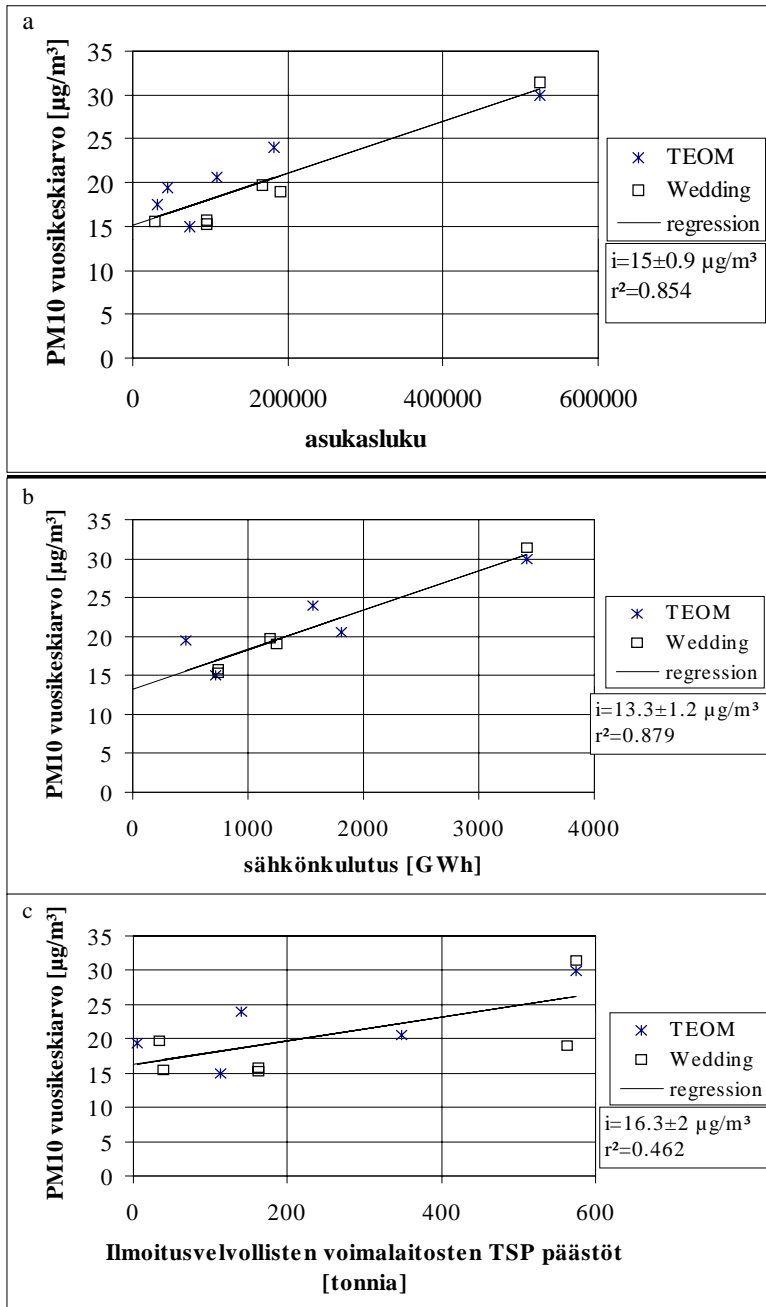 a
PM10 vuosikeskiarvo [µg/m³]
35
30
25
20
15
10
5
0
0 200000 400000 600000
asukasluku
TEOM
Wedding
regression
i=15±0.9 µg/m³
r²=0.854
b
PM10 vuosikeskiarvo [µg/m³]
35
30
25
20
15
10
5
0
0 1000 2000 3000 4000
sähkönkulutus [GWh]
TEOM
Wedding
regression
i=13.3±1.2 µg/m³
r²=0.879
c
PM10 vuosikeskiarvo [µg/m³]
35
30
25
20
15
10
5
0
0 200 400 600
Ilmoitusvelvollisten voimalaitosten TSP päästöt
[tonnia]
TEOM
Wedding
regression
i=16.3±2 µg/m³
r²=0.462